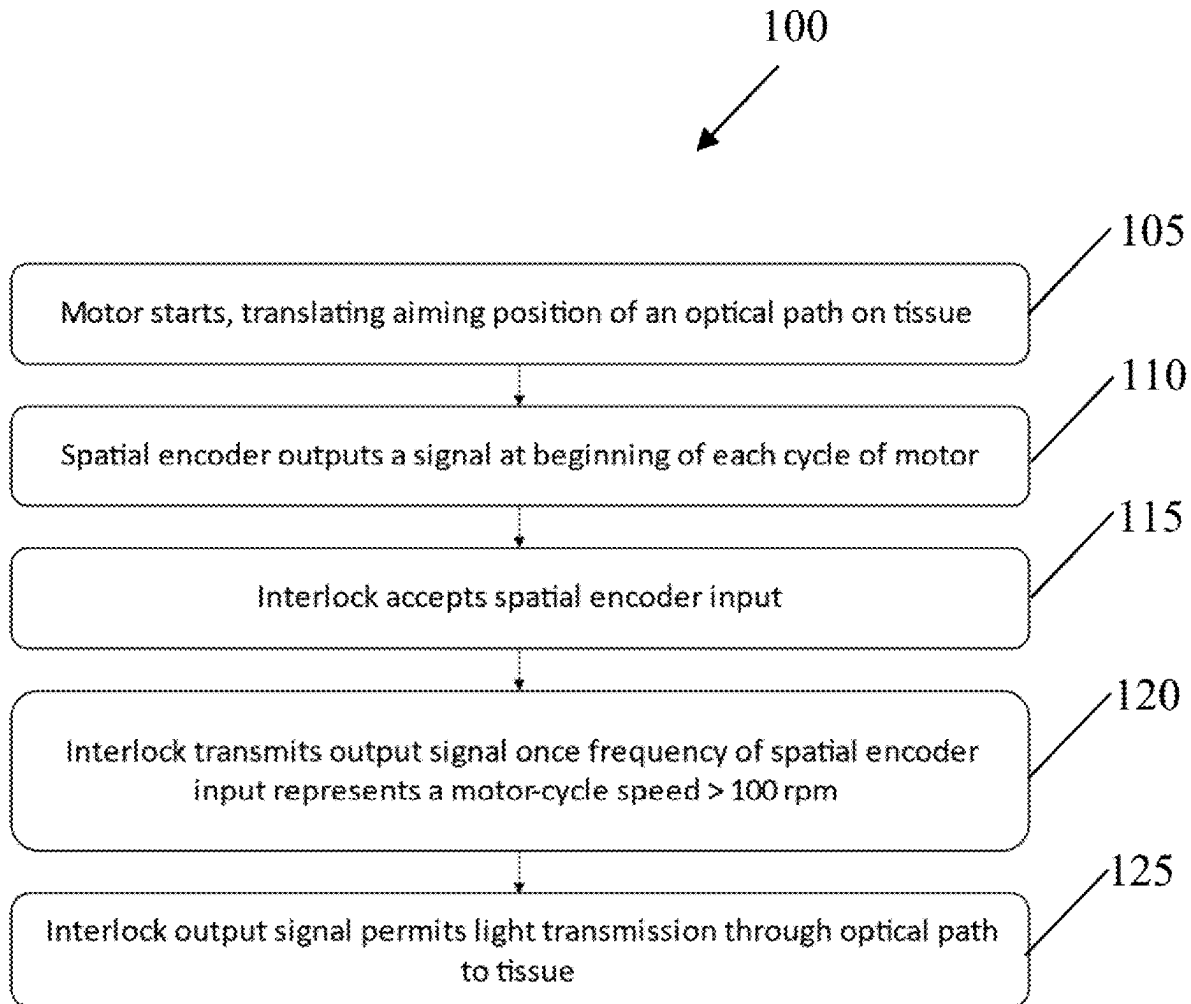 100
105
Motor starts, translating aiming position of an optical path on tissue
110
Spatial encoder outputs a signal at beginning of each cycle of motor
115
Interlock accepts spatial encoder input
120
Interlock transmits output signal once frequency of spatial encoder
input represents a motor-cycle speed > 100 rpm
125
Interlock output signal permits light transmission through optical path
to tissue